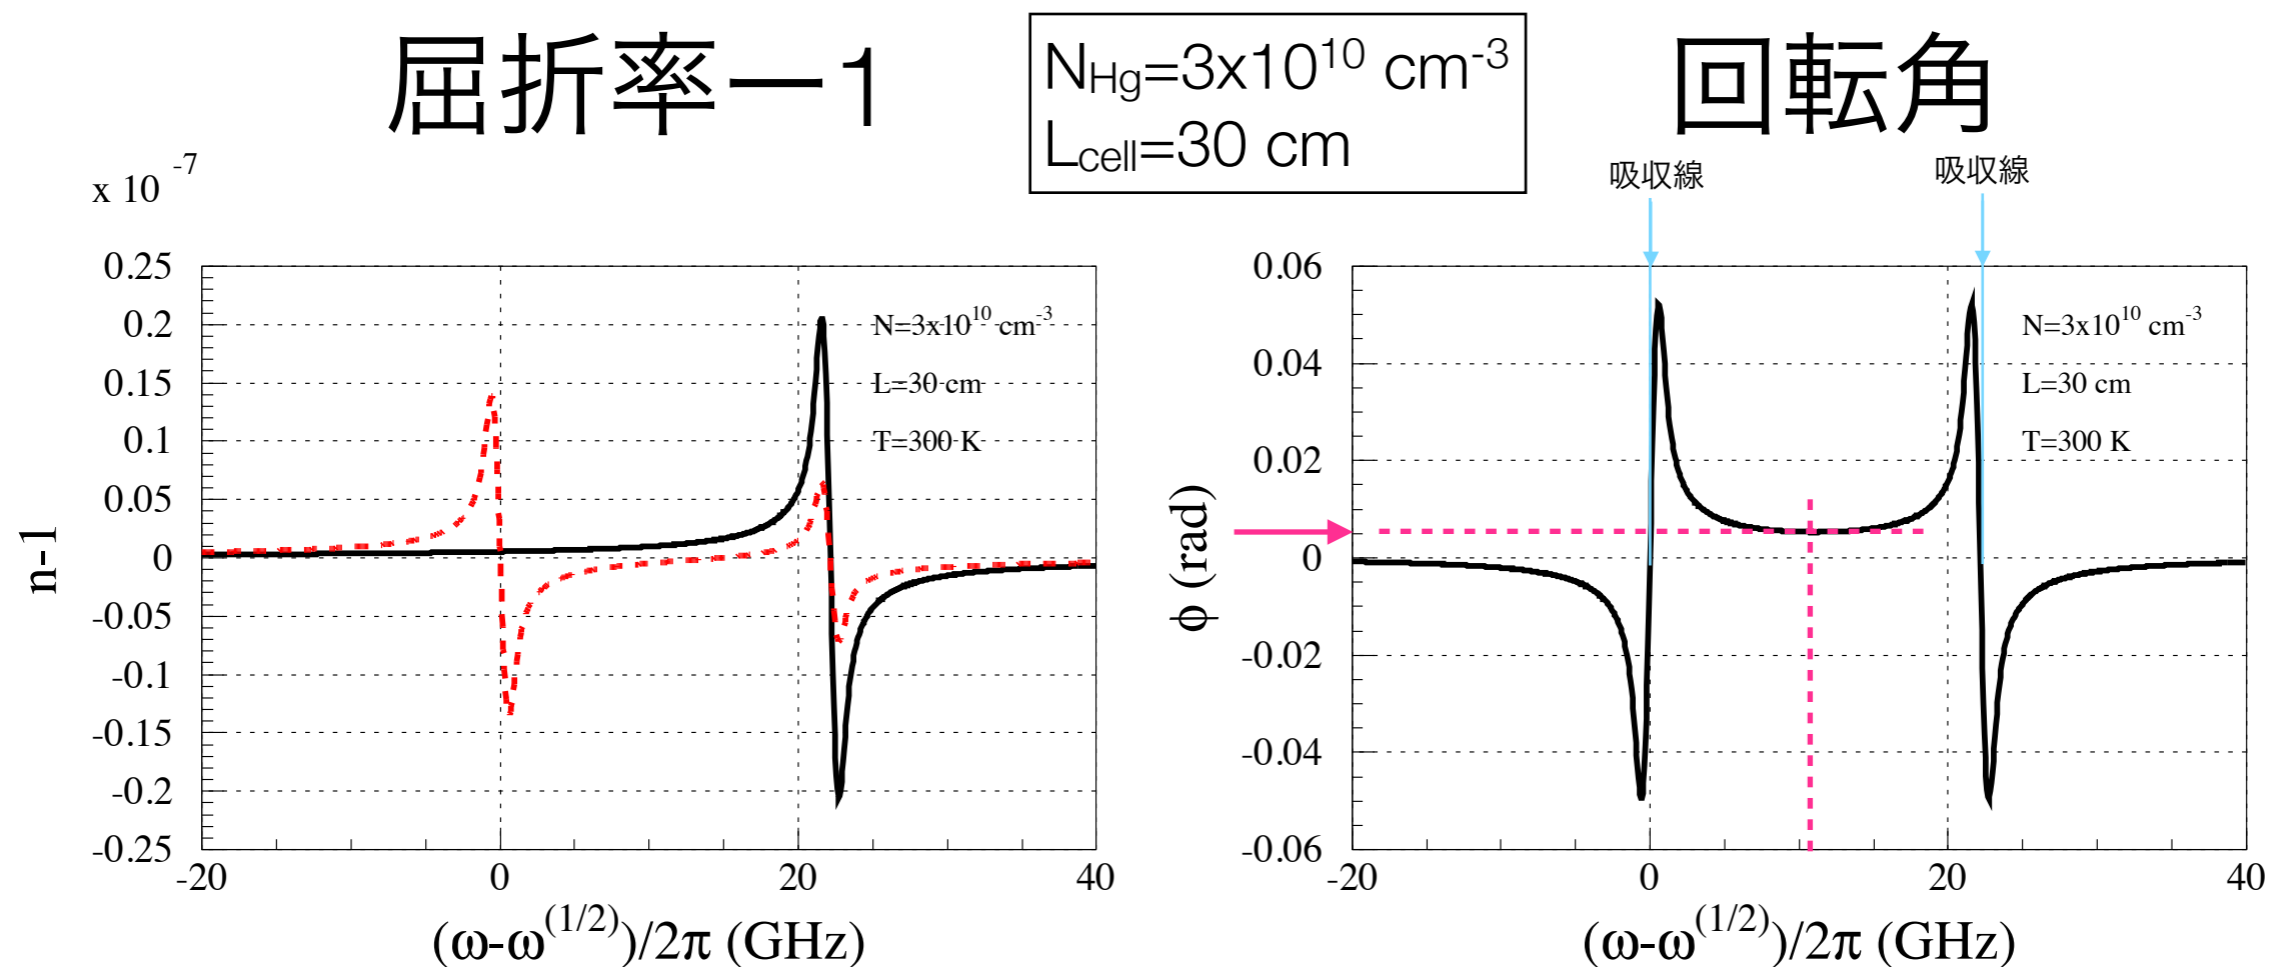 屈折率ー1
N_Hg=3x10^10 cm^-3
L_cell=30 cm
回転角
x 10^-7
0.25
0.2
0.15
0.1
0.05
0
-0.05
-0.1
-0.15
-0.2
-0.25
n-1
N=3x10^10 cm^-3
L=30 cm
T=300 K
-20 0 20 40
(ω-ω^(1/2))/2π (GHz)
吸収線 吸収線
0.06
0.04
0.02
0
-0.02
-0.04
-0.06
φ (rad)
N=3x10^10 cm^-3
L=30 cm
T=300 K
-20 0 20 40
(ω-ω^(1/2))/2π (GHz)